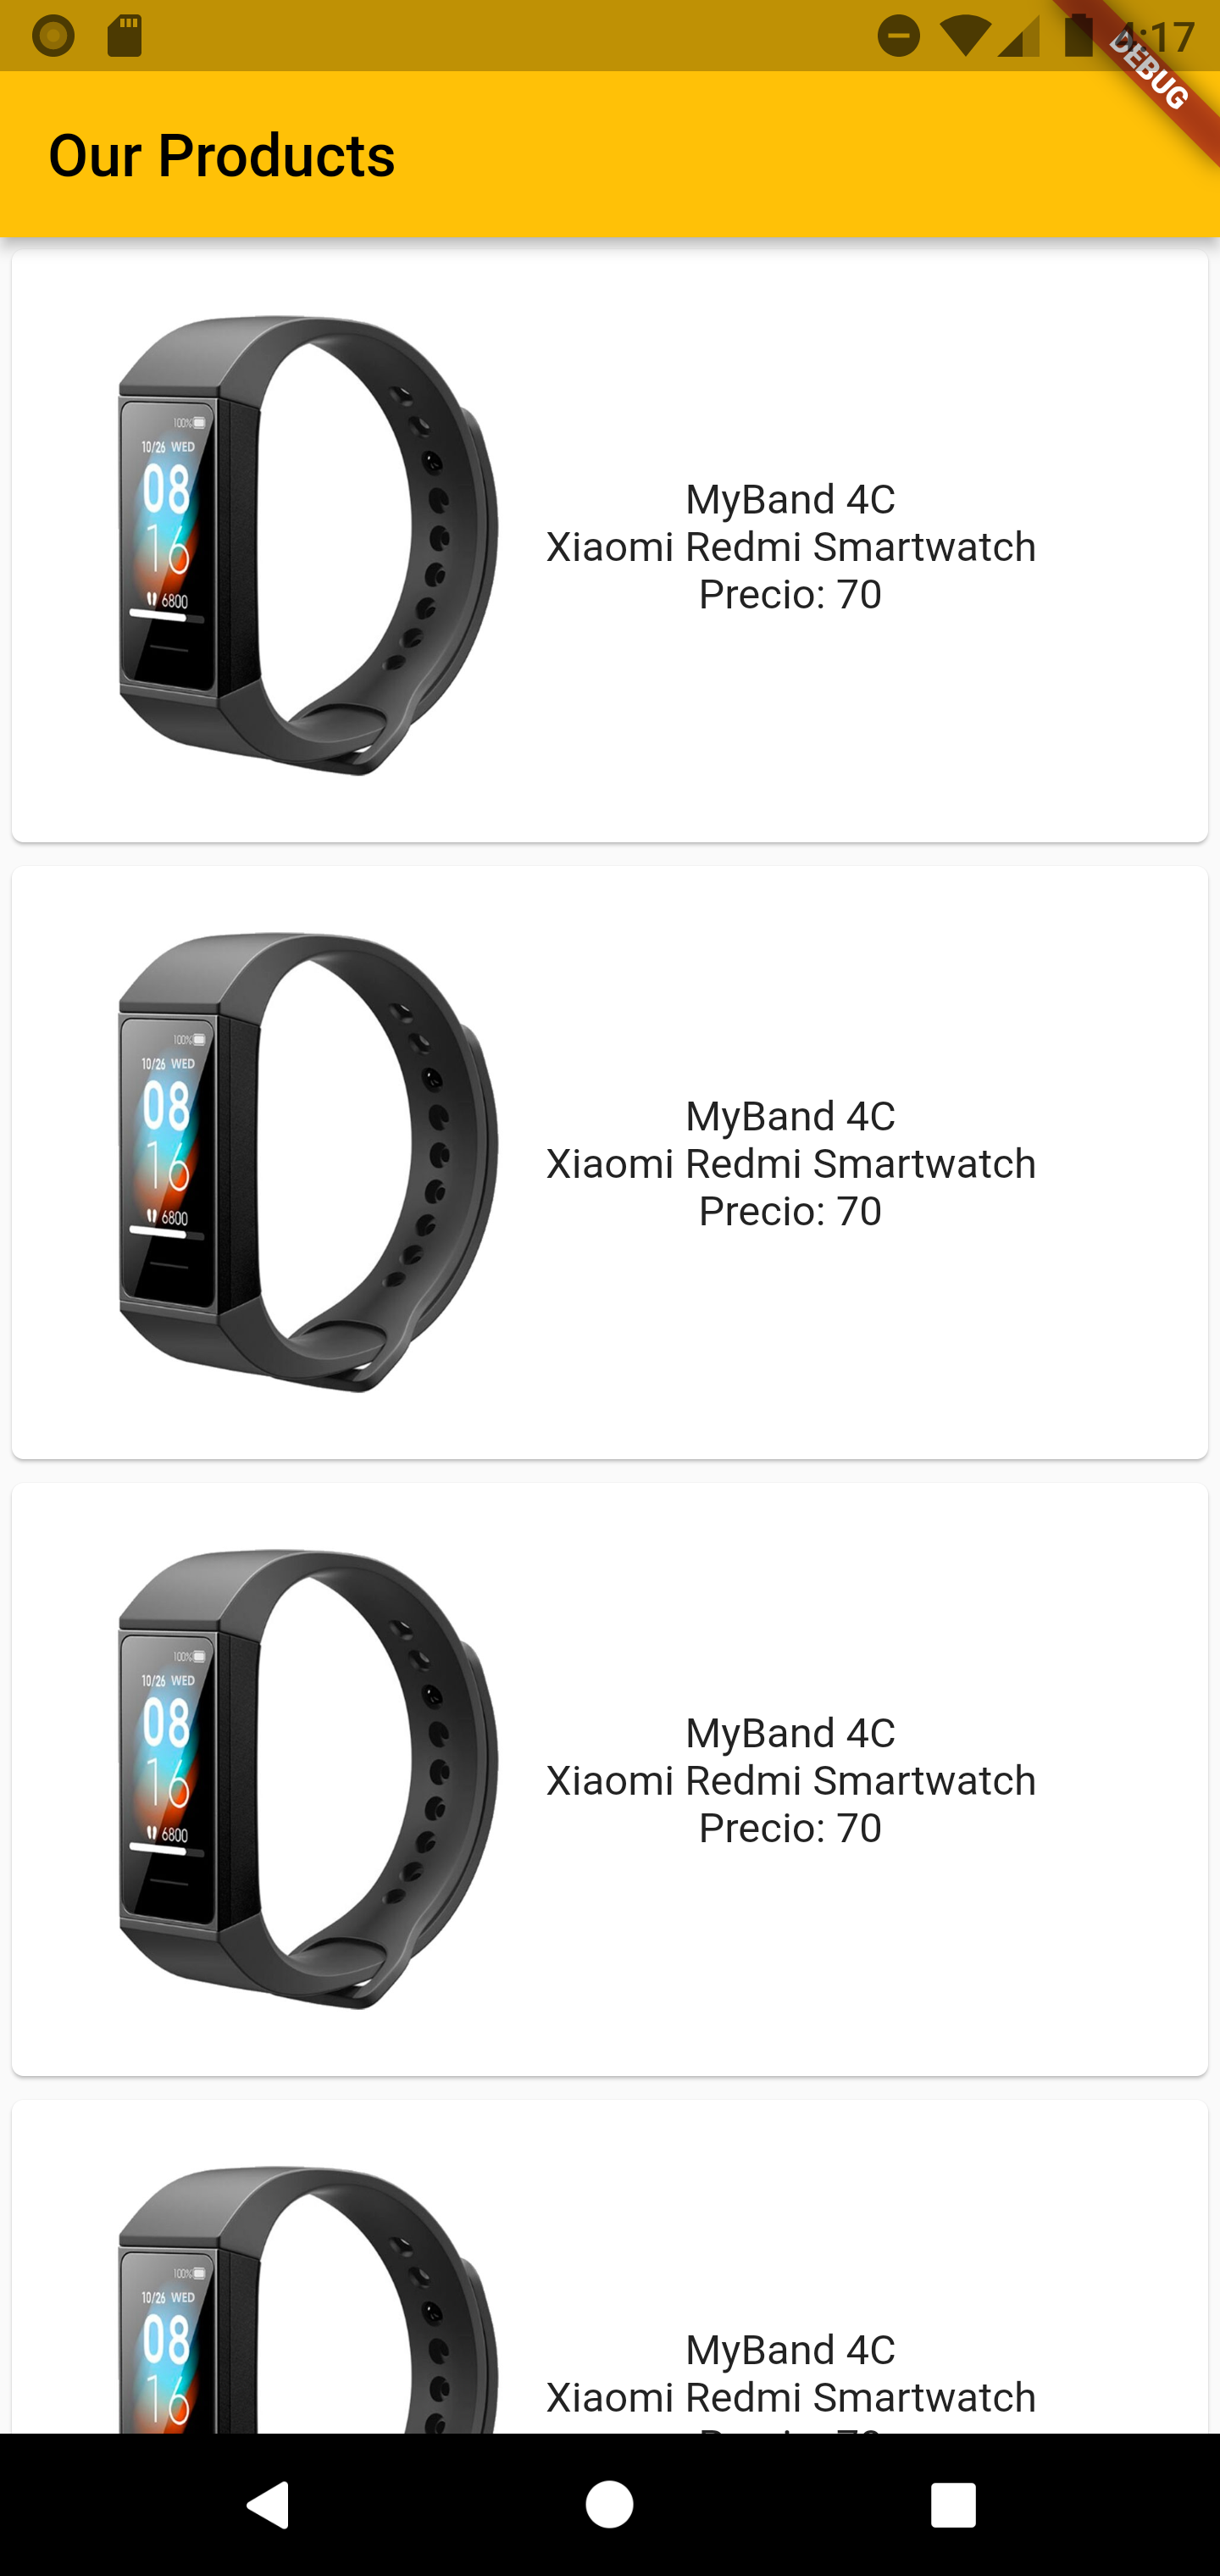 4:17
DEBUG
Our Products
100%
10/26 WED
08
16
6800
MyBand 4C
Xiaomi Redmi Smartwatch
Precio: 70
100%
10/26 WED
08
16
6800
MyBand 4C
Xiaomi Redmi Smartwatch
Precio: 70
100%
10/26 WED
08
16
6800
MyBand 4C
Xiaomi Redmi Smartwatch
Precio: 70
100%
10/26 WED
08
16
MyBand 4C
Xiaomi Redmi Smartwatch